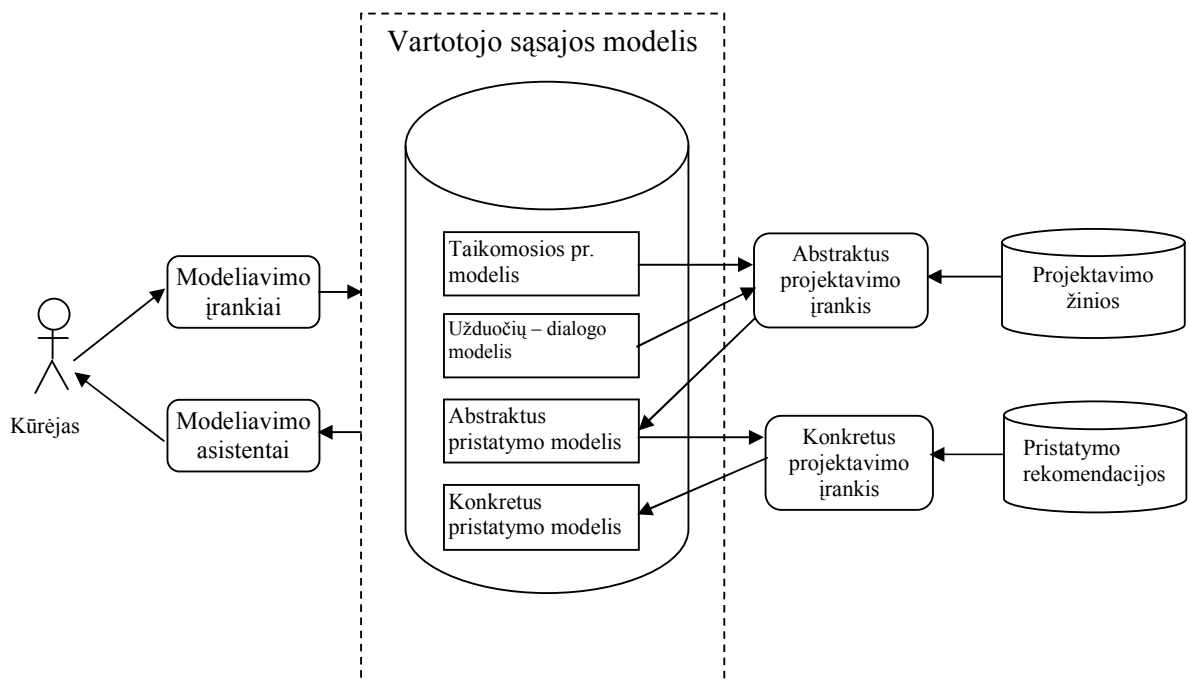 Vartotojo sąsajos modelis
Kūrėjas
Modeliavimo
įrankiai
Modeliavimo
asistentai
Taikomosios pr.
modelis
Užduočių – dialogo
modelis
Abstraktus
pristatymo modelis
Konkretus
pristatymo modelis
Abstraktus
projektavimo
įrankis
Konkretus
projektavimo
įrankis
Projektavimo
žinios
Pristatymo
rekomendacijos